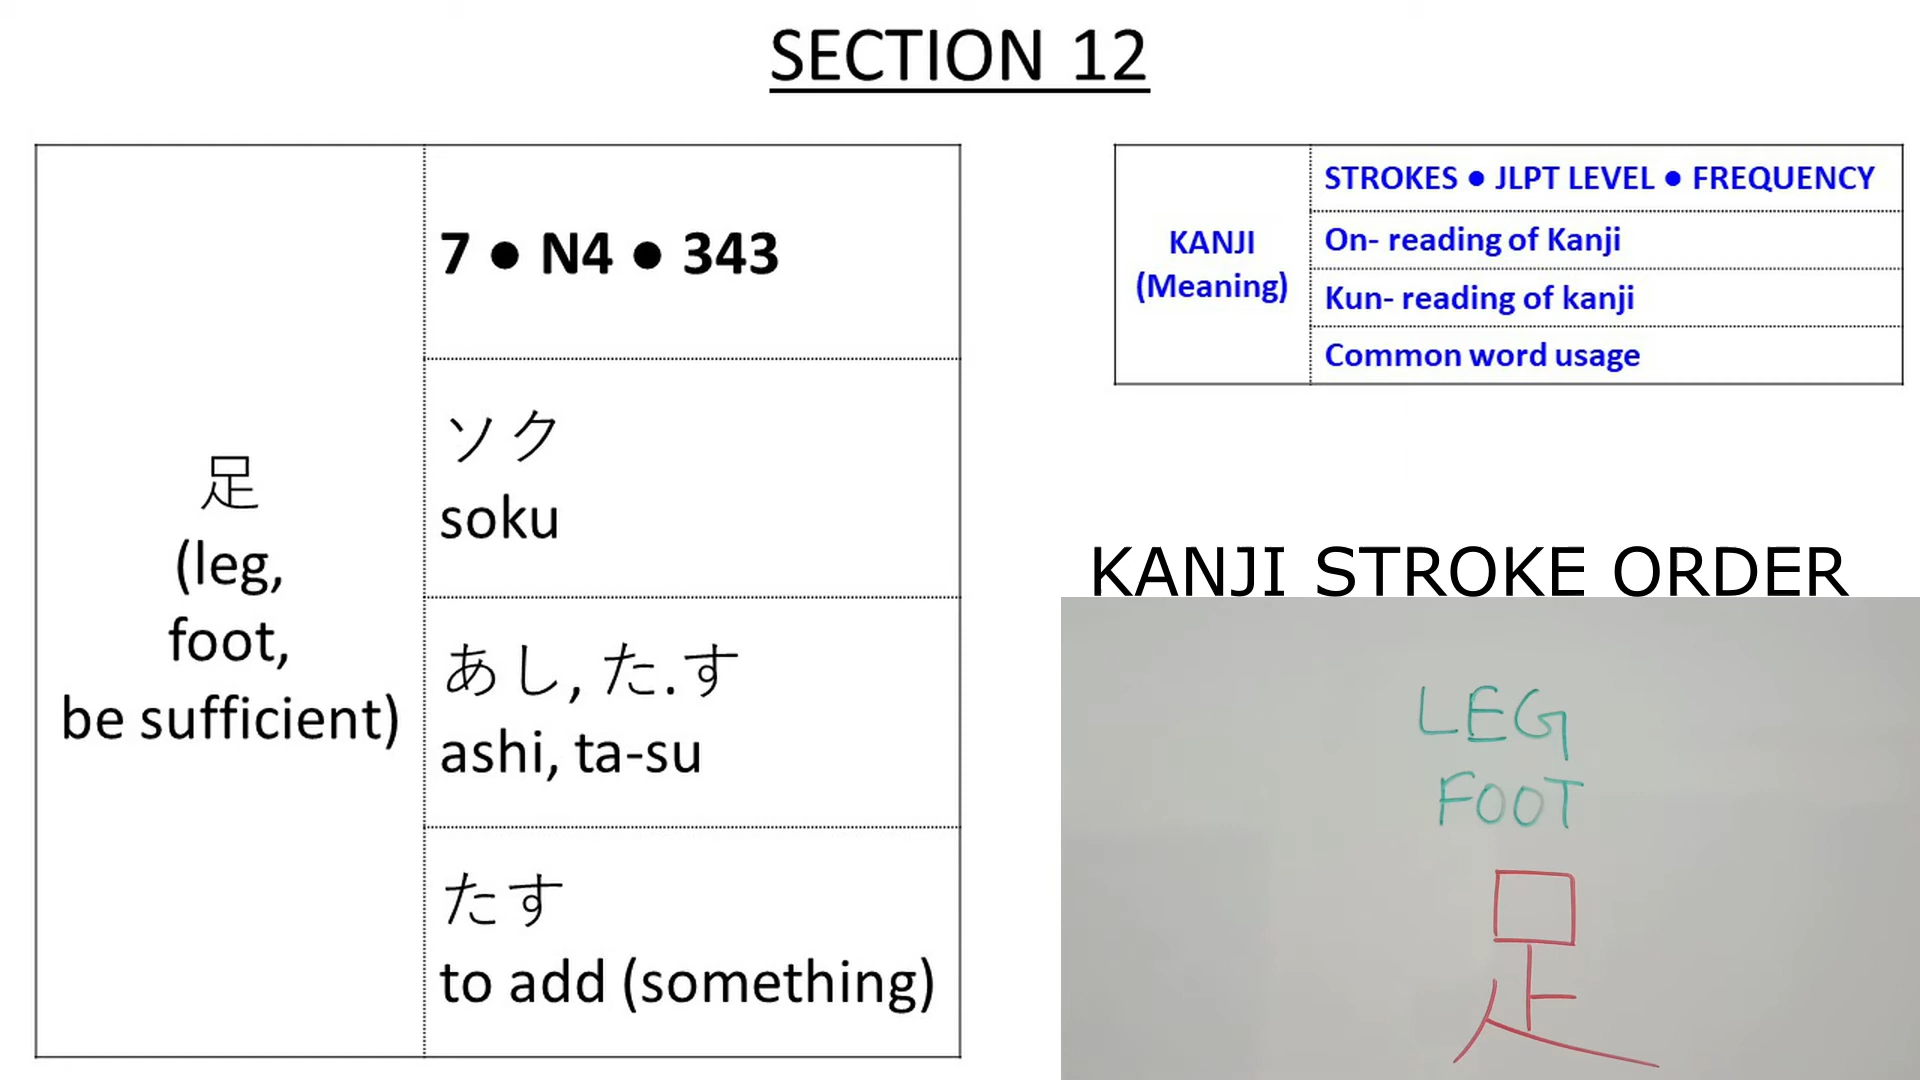 SECTION 12
足
(leg,
foot,
be sufficient)
7 ● N4 ● 343
ソク
soku
あし, た.す
ashi, ta-su
たす
to add (something)
KANJI
(Meaning)
STROKES ● JLPT LEVEL ● FREQUENCY
On- reading of Kanji
Kun- reading of kanji
Common word usage
KANJI STROKE ORDER
LEG
FOOT
足